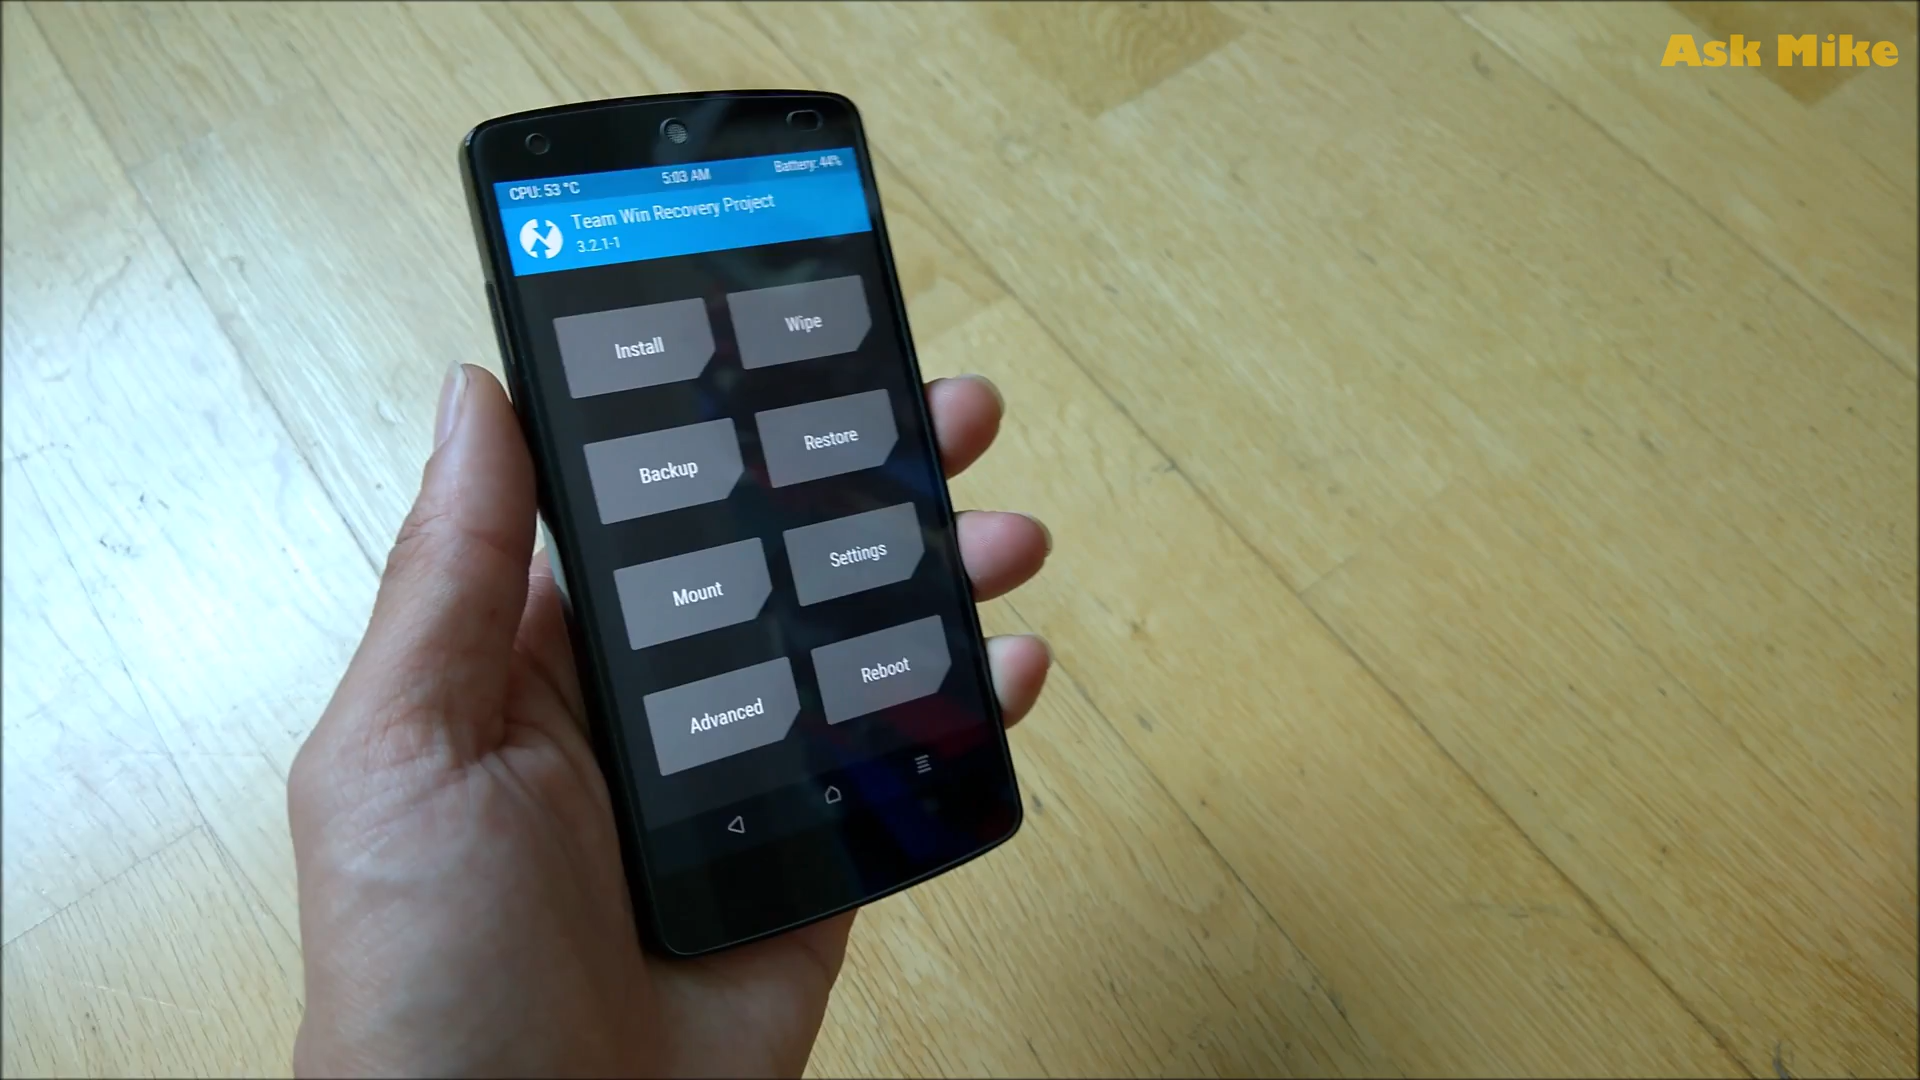 Ask Mike
CPU: 53 °C
5:03 AM
Battery: 44%
Team Win Recovery Project
3.2.1-1
Install
Wipe
Backup
Restore
Mount
Settings
Advanced
Reboot